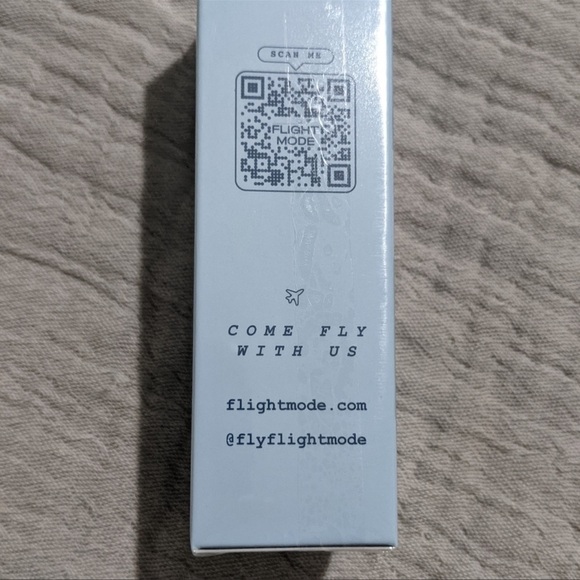 SCAN ME
FLIGHT
MODE
COME FLY
WITH US
flightmode.com
@flyflightmode